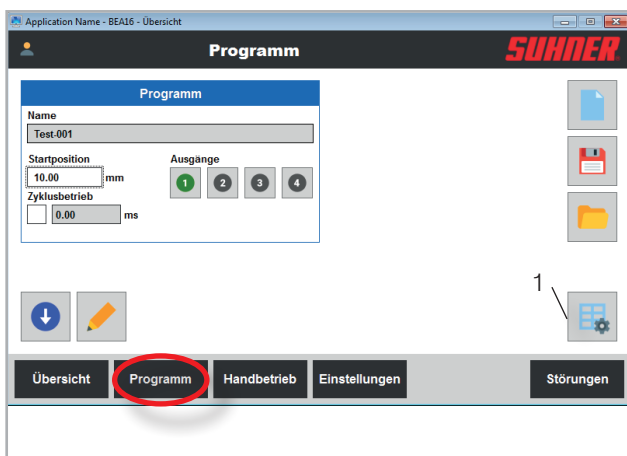 Application Name - BEA16 - Übersicht
Programm
SUHNER
Programm
Name
Test-001
Startposition
Ausgänge
10.00 mm
1 2 3 4
Zyklusbetrieb
0.00 ms
1
Übersicht Programm Handbetrieb Einstellungen Störungen